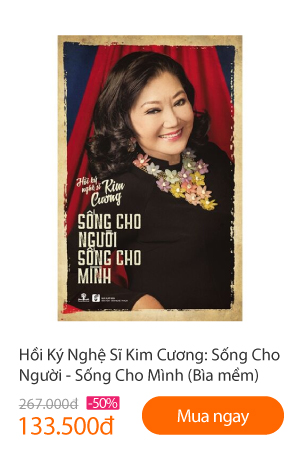 Hồi ký
nghệ sĩ Kim
Cương
SỐNG CHO
NGƯỜI
SỐNG CHO
MÌNH
Hồi Ký Nghệ Sĩ Kim Cương: Sống Cho
Người - Sống Cho Mình (Bìa mềm)
267.000đ -50%
133.500đ
Mua ngay